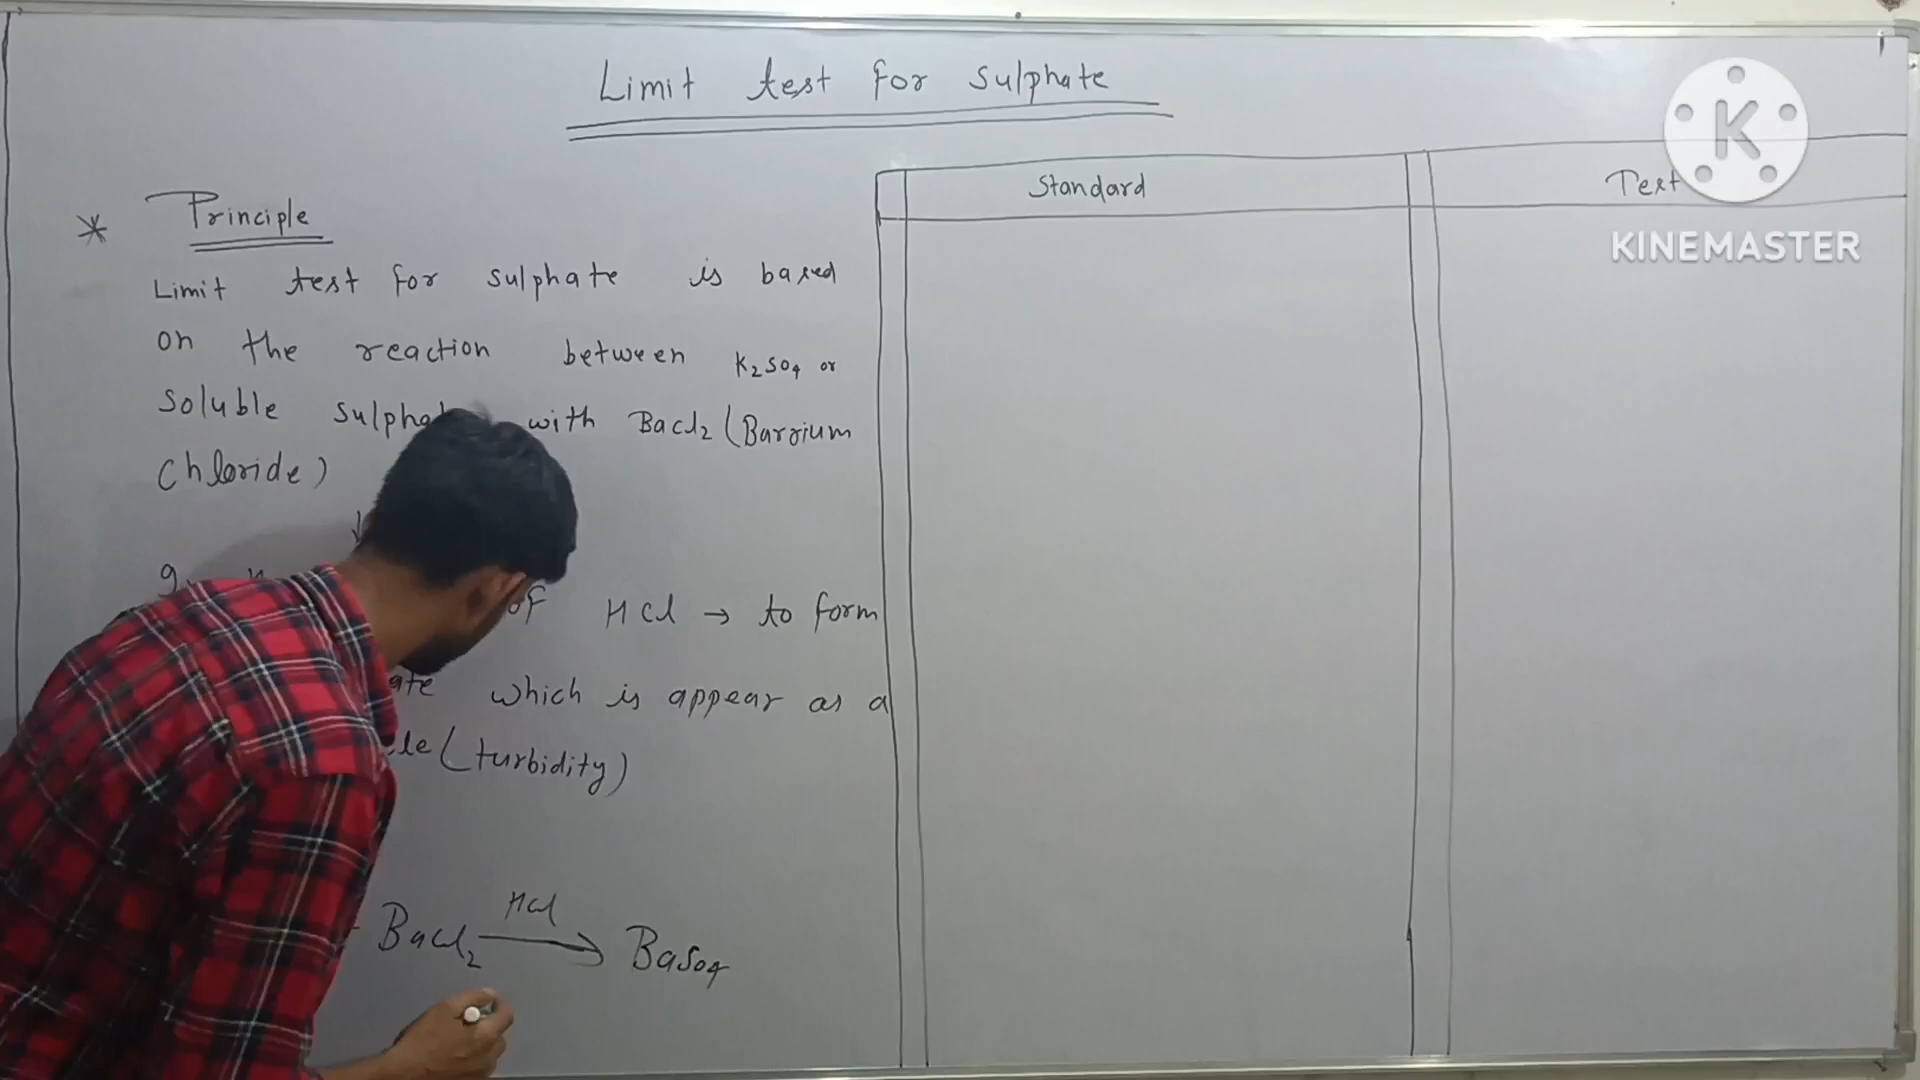 Limit test for sulphate
* Principle
Limit test for sulphate is based
on the reaction between K2SO4 or
soluble sulpha with BaCl2 (Barrium
Chloride)
↓
of HCl → to form
ate which is appear as a
le (turbidity)
BaCl2 HCl → BaSO4
Standard
Test
K
KINEMASTER